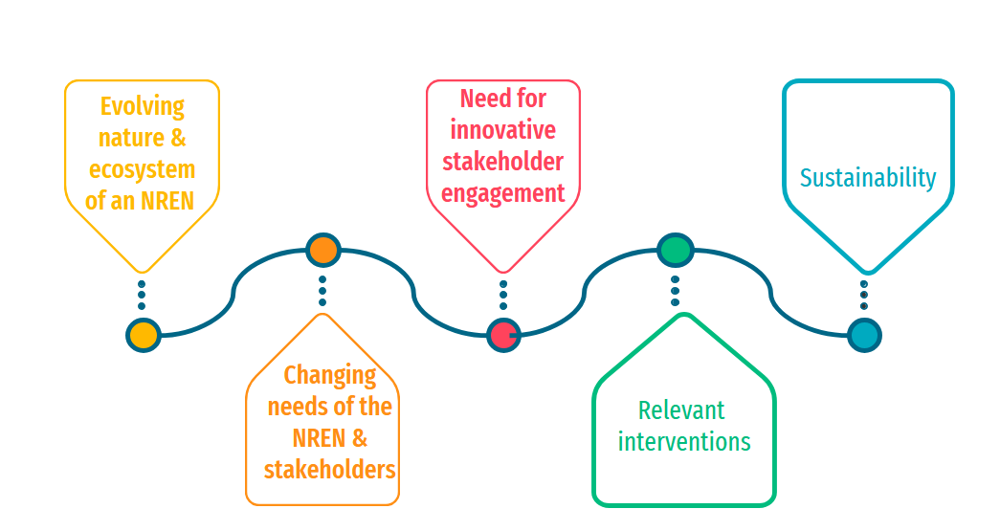 Evolving
nature &
ecosystem
of an NREN
Changing
needs of the
NREN &
stakeholders
Need for
innovative
stakeholder
engagement
Relevant
interventions
Sustainability